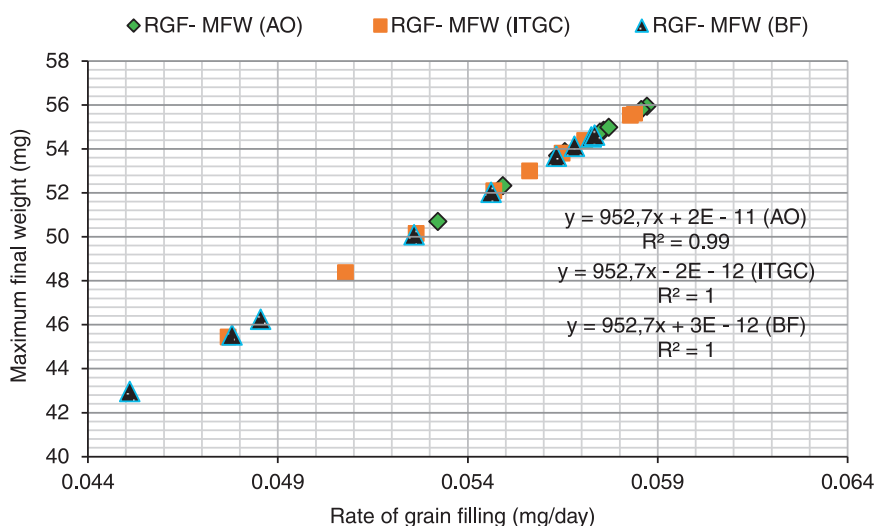 RGF- MFW (AO) RGF- MFW (ITGC) RGF- MFW (BF)
58
56
54
52
50
48
46
44
42
40
Maximum final weight (mg)
y = 952,7x + 2E - 11 (AO)
R² = 0.99
y = 952,7x - 2E - 12 (ITGC)
R² = 1
y = 952,7x + 3E - 12 (BF)
R² = 1
0.044 0.049 0.054 0.059 0.064
Rate of grain filling (mg/day)